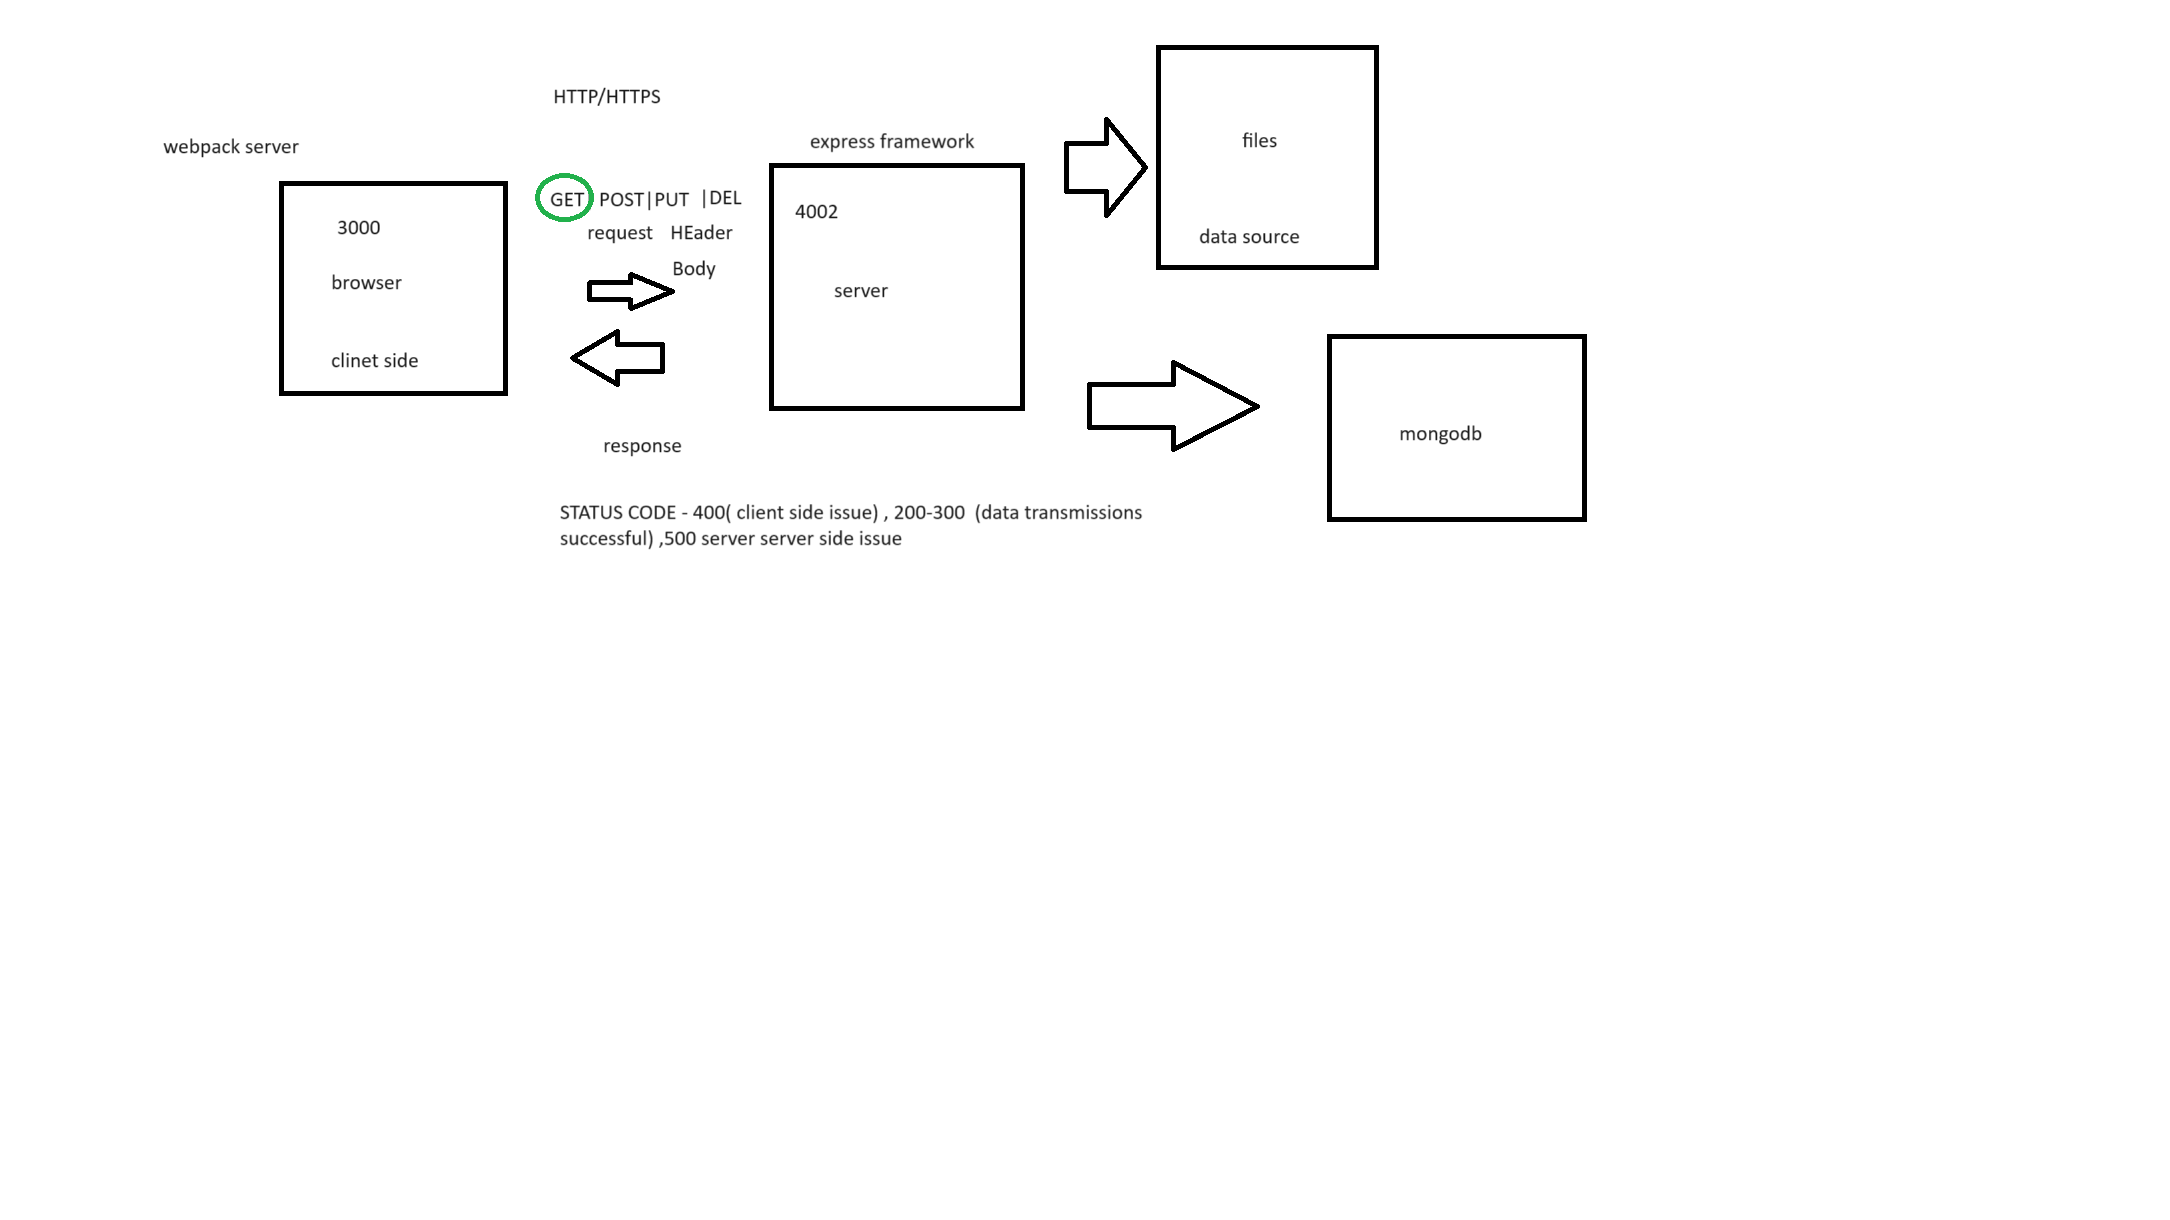 HTTP/HTTPS
webpack server
express framework
files
GET POST|PUT |DEL
3000
4002
request HEader
data source
Body
browser
server
clinet side
mongodb
response
STATUS CODE - 400( client side issue) , 200-300  (data transmissions
successful) ,500 server server side issue